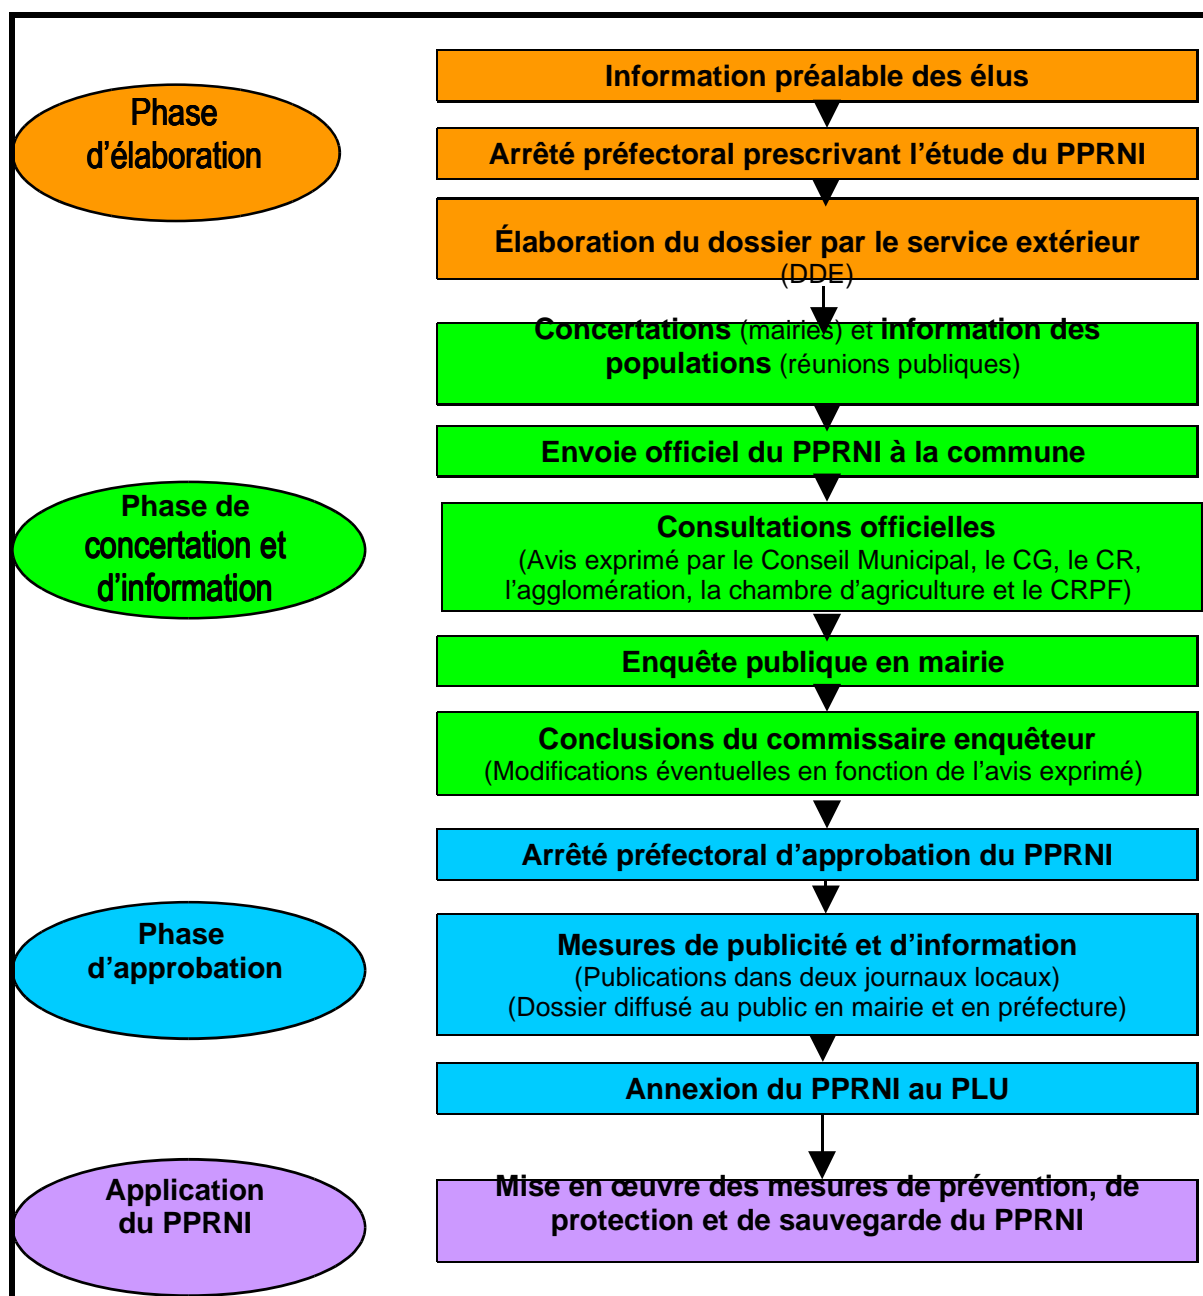 Information préalable des élus
Phase
d’élaboration
Arrêté préfectoral prescrivant l’étude du PPRNI
Élaboration du dossier par le service extérieur
(DDE)
Concertations (mairies) et information des
populations (réunions publiques)
Envoie officiel du PPRNI à la commune
Phase de
concertation et
d’information
Consultations officielles
(Avis exprimé par le Conseil Municipal, le CG, le CR,
l’agglomération, la chambre d’agriculture et le CRPF)
Enquête publique en mairie
Conclusions du commissaire enquêteur
(Modifications éventuelles en fonction de l’avis exprimé)
Arrêté préfectoral d’approbation du PPRNI
Phase
d’approbation
Mesures de publicité et d’information
(Publications dans deux journaux locaux)
(Dossier diffusé au public en mairie et en préfecture)
Annexion du PPRNI au PLU
Application
du PPRNI
Mise en œuvre des mesures de prévention, de
protection et de sauvegarde du PPRNI